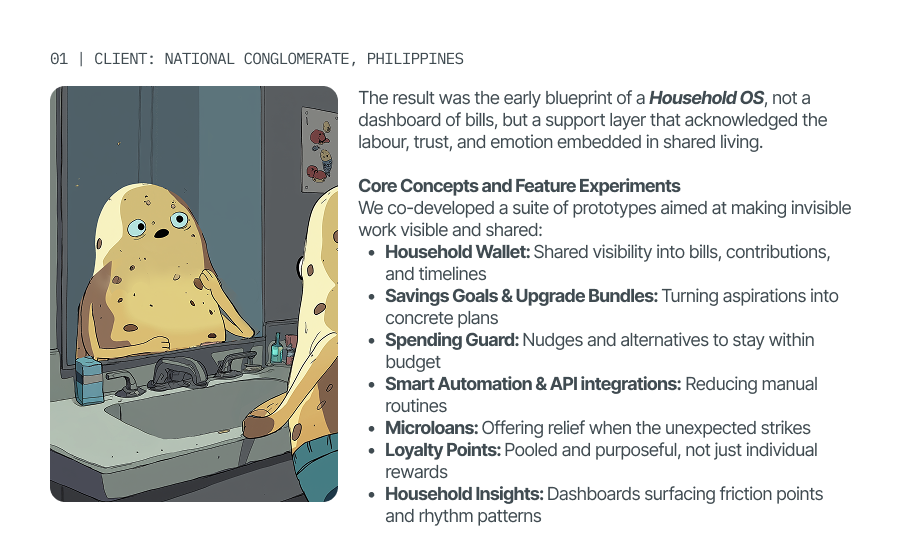 01 | CLIENT: NATIONAL CONGLOMERATE, PHILIPPINES
The result was the early blueprint of a Household OS, not a
dashboard of bills, but a support layer that acknowledged the
labour, trust, and emotion embedded in shared living.
Core Concepts and Feature Experiments
We co-developed a suite of prototypes aimed at making invisible
work visible and shared:
• Household Wallet: Shared visibility into bills, contributions,
and timelines
• Savings Goals & Upgrade Bundles: Turning aspirations into
concrete plans
• Spending Guard: Nudges and alternatives to stay within
budget
• Smart Automation & API integrations: Reducing manual
routines
• Microloans: Offering relief when the unexpected strikes
• Loyalty Points: Pooled and purposeful, not just individual
rewards
• Household Insights: Dashboards surfacing friction points
and rhythm patterns